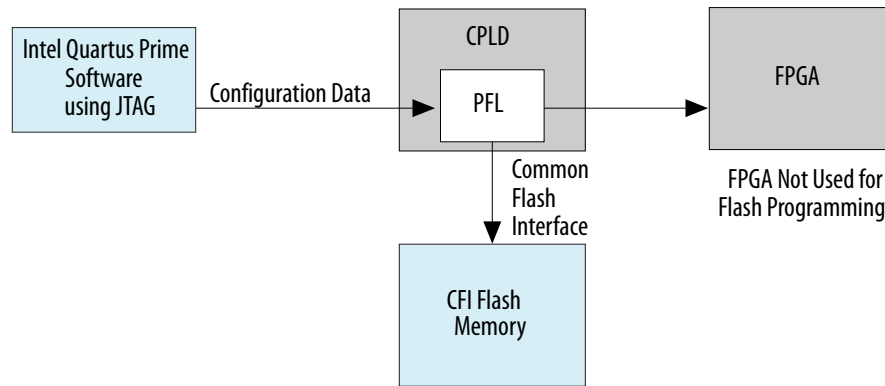 Intel Quartus Prime
Software
using JTAG
Configuration Data
CPLD
PFL
FPGA
FPGA Not Used for
Flash Programming
Common
Flash
Interface
CFI Flash
Memory